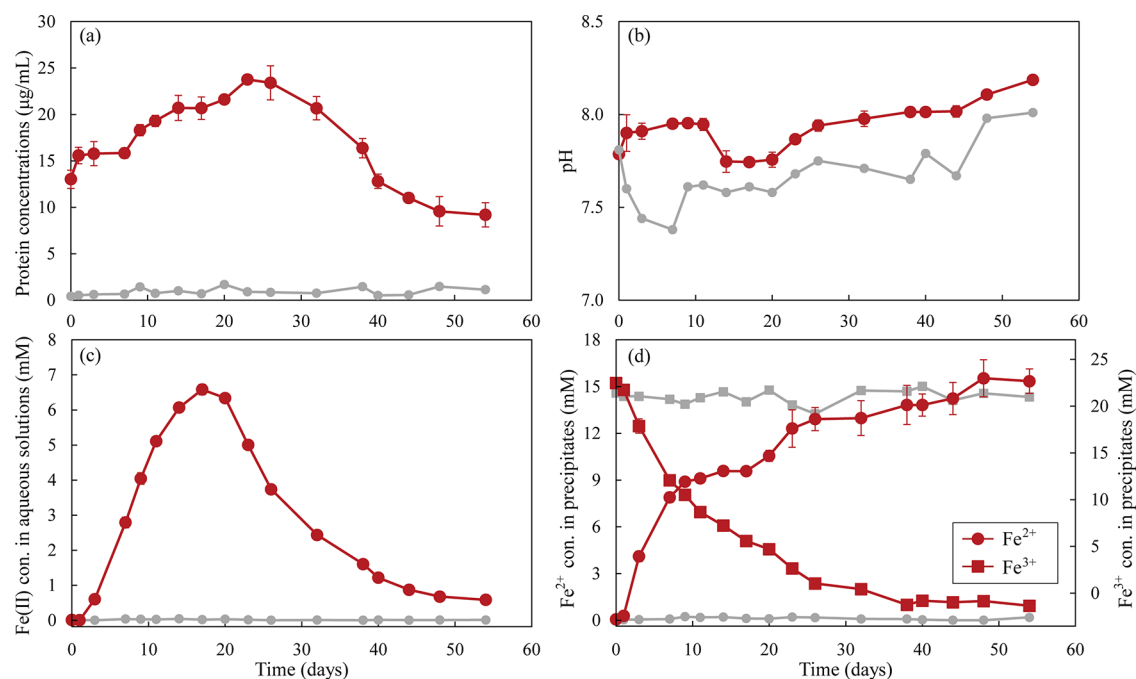 (a)
30
25
20
15
10
5
0
0 10 20 30 40 50 60
Protein concentrations (μg/mL)
(b)
8.5
8.0
7.5
7.0
0 10 20 30 40 50 60
pH
(c)
8
7
6
5
4
3
2
1
0
0 10 20 30 40 50 60
Fe(II) con. in aqueous solutions (mM)
Time (days)
(d)
18
15
12
9
6
3
0
0 10 20 30 40 50 60
Fe²⁺ con. in precipitates (mM)
Time (days)
25
20
15
10
5
0
Fe³⁺ con. in precipitates (mM)
Fe²⁺
Fe³⁺